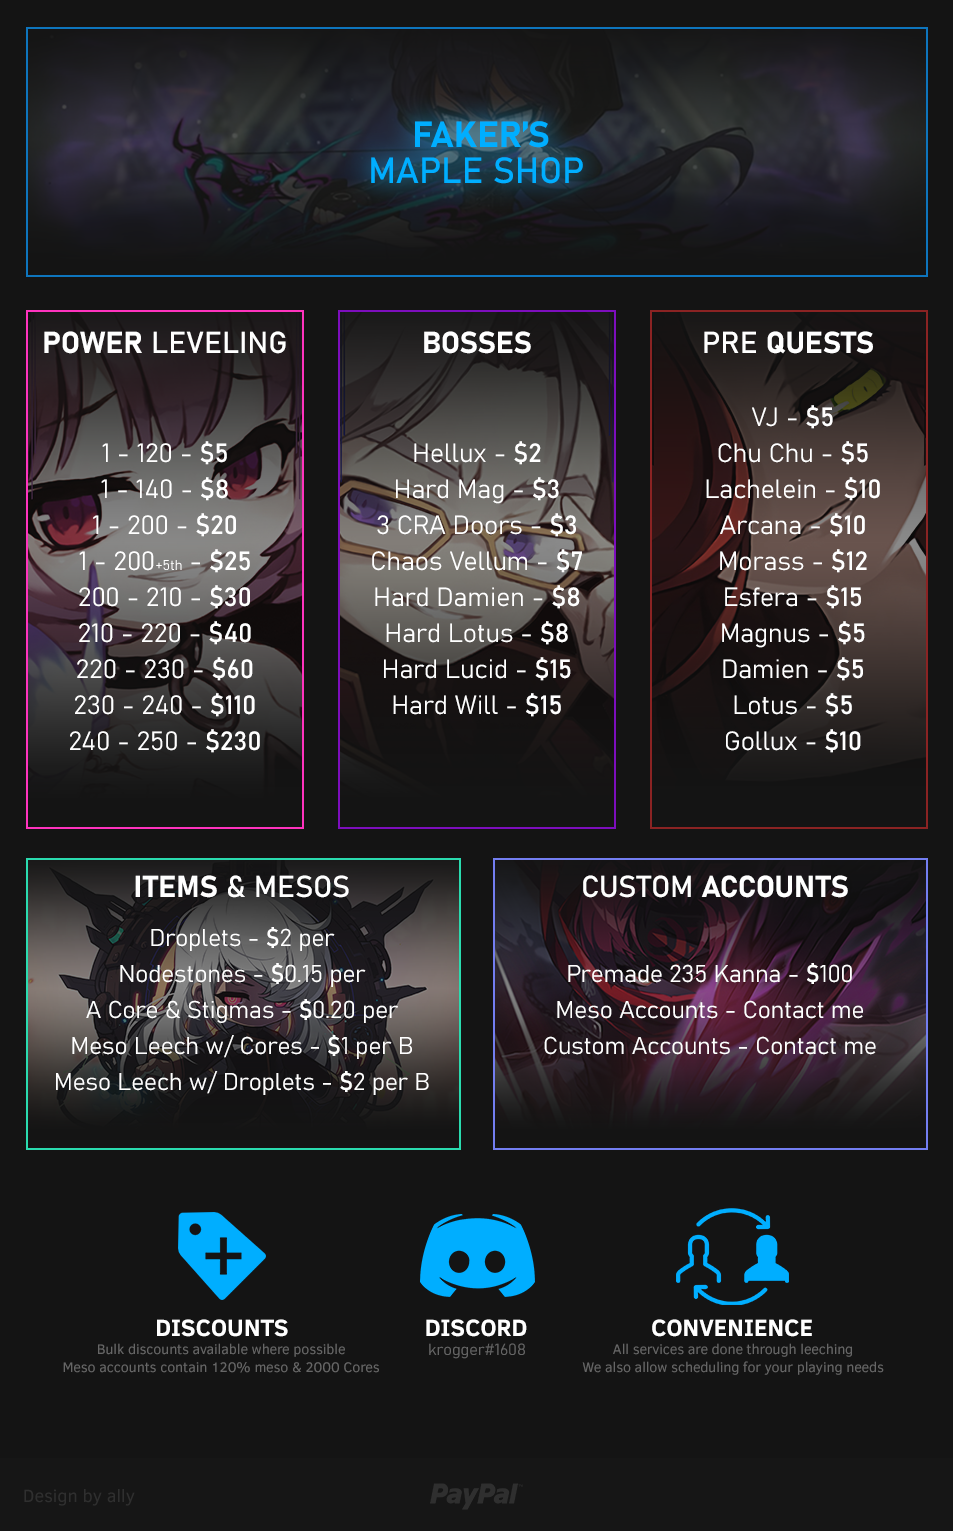 FAKER'S
MAPLE SHOP
POWER LEVELING
1 - 120 - $5
1 - 140 - $8
1 - 200 - $20
1 - 200+5th - $25
200 - 210 - $30
210 - 220 - $40
220 - 230 - $60
230 - 240 - $110
240 - 250 - $230
BOSSES
Hellux - $2
Hard Mag - $3
3 CRA Doors - $3
Chaos Vellum - $7
Hard Damien - $8
Hard Lotus - $8
Hard Lucid - $15
Hard Will - $15
PRE QUESTS
VJ - $5
Chu Chu - $5
Lachelein - $10
Arcana - $10
Morass - $12
Esfera - $15
Magnus - $5
Damien - $5
Lotus - $5
Gollux - $10
ITEMS & MESOS
Droplets - $2 per
Nodestones - $0.15 per
A Core & Stigmas - $0.20 per
Meso Leech w/ Cores - $1 per B
Meso Leech w/ Droplets - $2 per B
CUSTOM ACCOUNTS
Premade 235 Kanna - $100
Meso Accounts - Contact me
Custom Accounts - Contact me
DISCOUNTS
Bulk discounts available where possible
Meso accounts contain 120% meso & 2000 Cores
DISCORD
krogger#1608
CONVENIENCE
All services are done through leeching
We also allow scheduling for your playing needs
Design by ally
PayPal